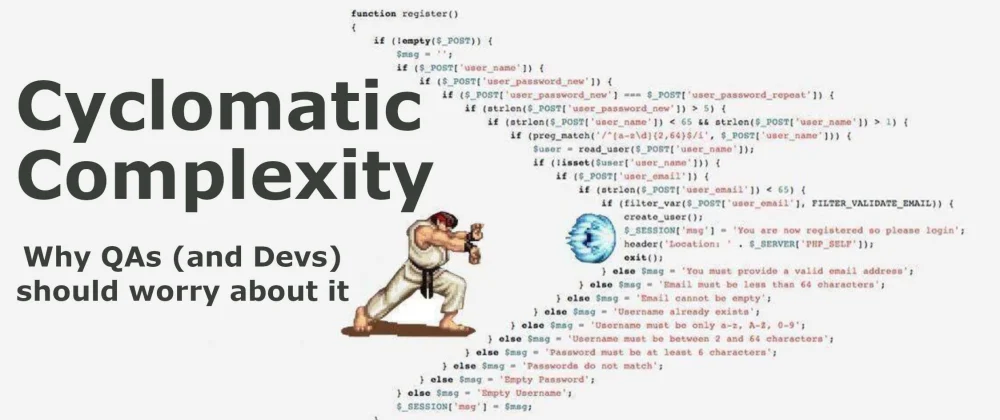 Cyclomatic
Complexity
Why QAs (and Devs)
should worry about it
function register()
{
if (!empty($_POST)) {
$msg = '';
if ($_POST['user_name']) {
if ($_POST['user_password_new']) {
if ($_POST['user_password_new'] === $_POST['user_password_repeat']) {
if (strlen($_POST['user_password_new']) > 5) {
if (strlen($_POST['user_name']) < 65 && strlen($_POST['user_name']) > 1) {
if (preg_match('/^[a-z\d]{2,64}$/i', $_POST['user_name'])) {
$user = read_user($_POST['user_name']);
if (!isset($user['user_name'])) {
if ($_POST['user_email']) {
if (strlen($_POST['user_email']) < 65) {
if (filter_var($_POST['user_email'], FILTER_VALIDATE_EMAIL)) {
create_user();
$_SESSION['msg'] = 'You are now registered so please login';
header('Location: ' . $_SERVER['PHP_SELF']);
exit();
} else $msg = 'You must provide a valid email address';
} else $msg = 'Email must be less than 64 characters';
} else $msg = 'Email cannot be empty';
} else $msg = 'Username already exists';
} else $msg = 'Username must be only a-z, A-Z, 0-9';
} else $msg = 'Username must be between 2 and 64 characters';
} else $msg = 'Password must be at least 6 characters';
} else $msg = 'Passwords do not match';
} else $msg = 'Empty Password';
} else $msg = 'Empty Username';
$_SESSION['msg'] = $msg;
}